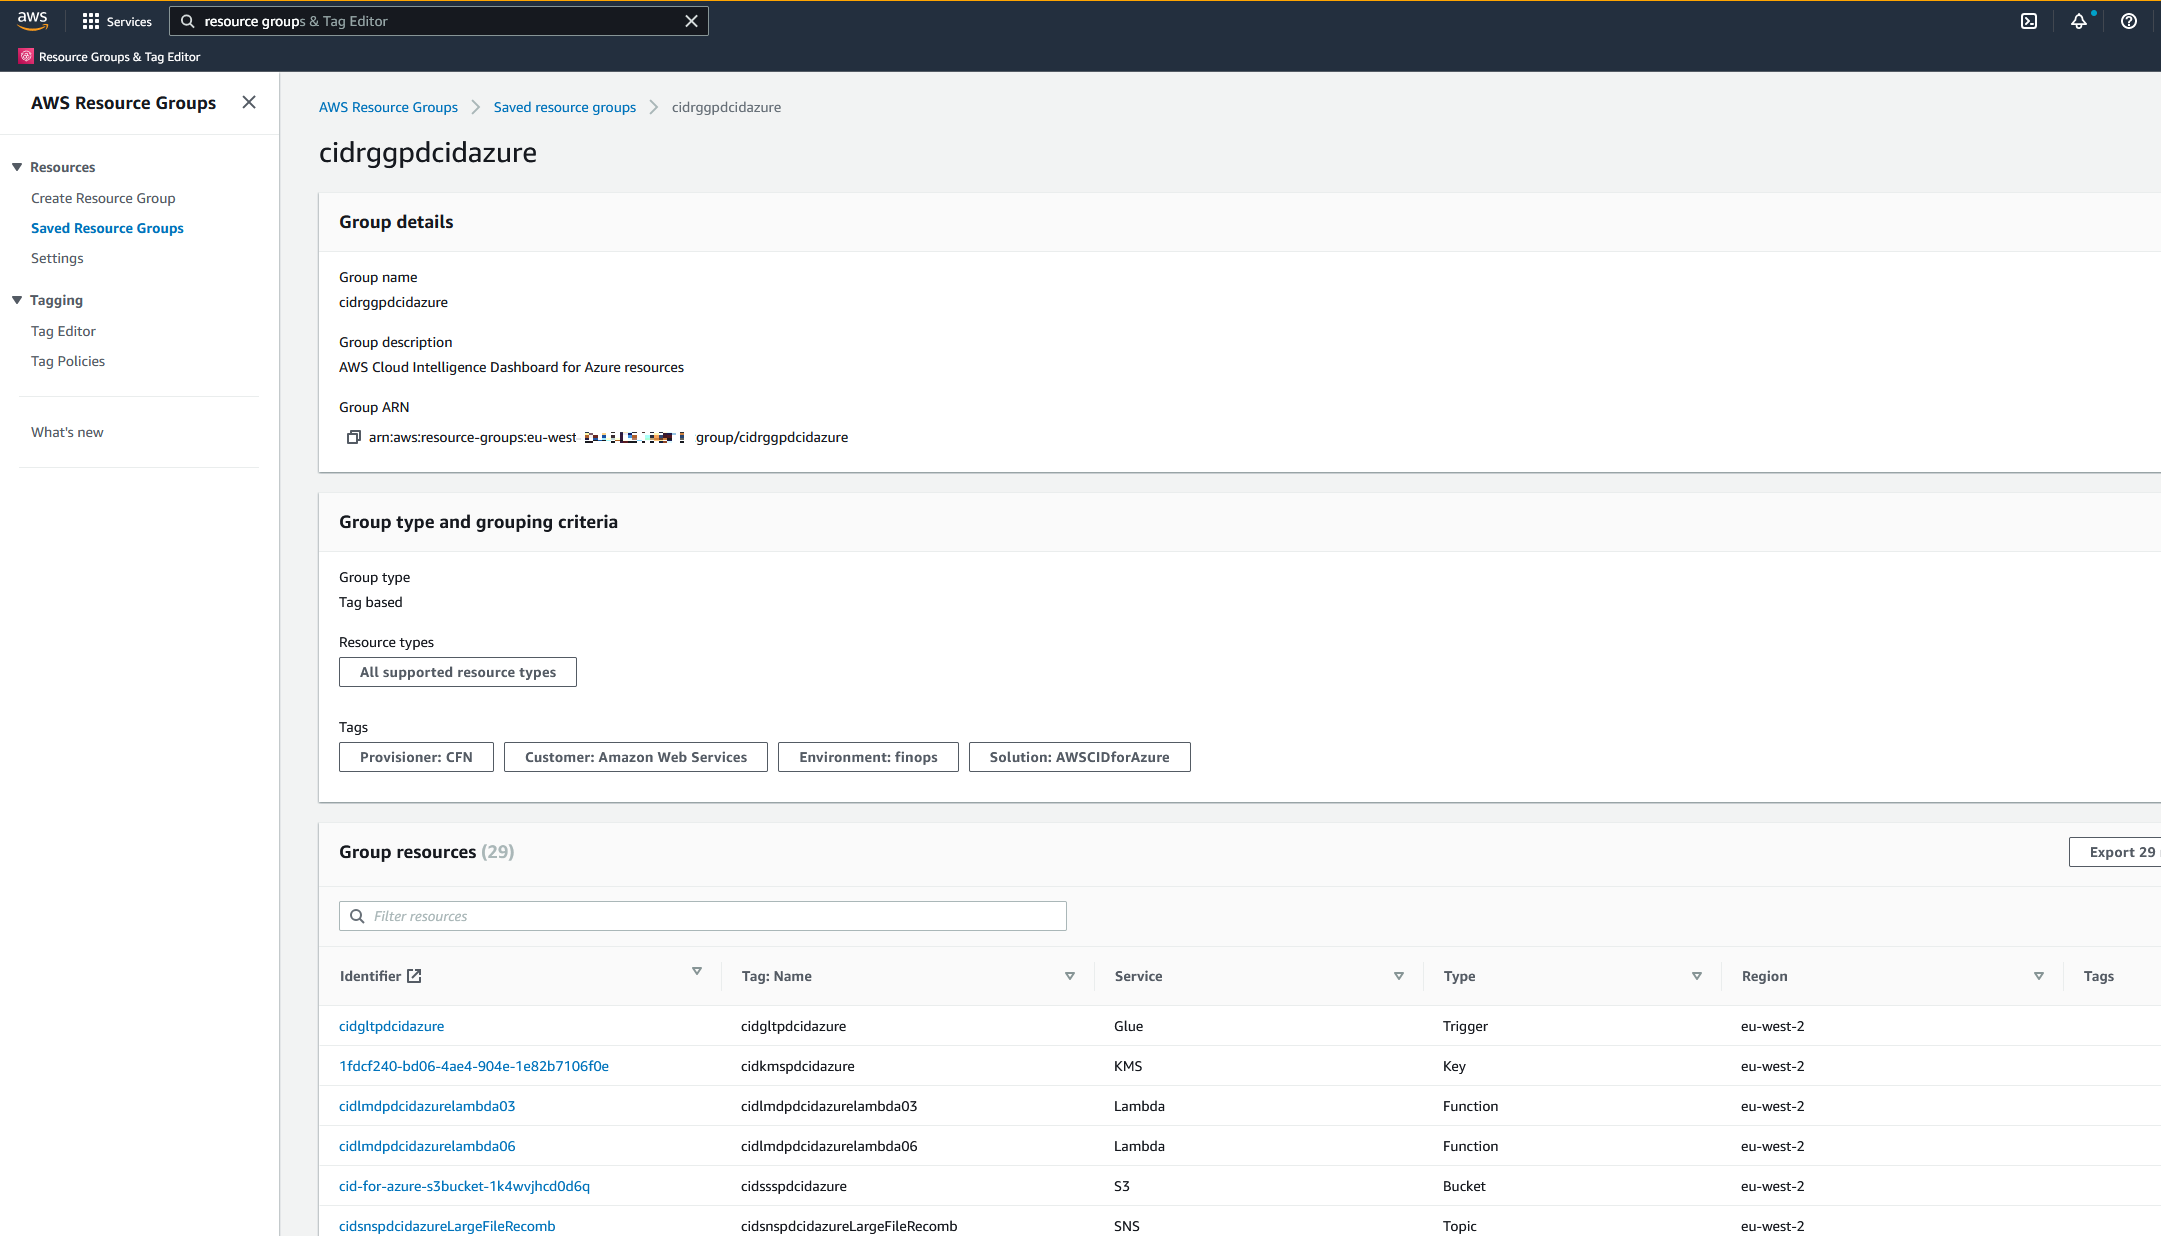 aws Services resource groups & Tag Editor
Resource Groups & Tag Editor
AWS Resource Groups
Resources
Create Resource Group
Saved Resource Groups
Settings
Tagging
Tag Editor
Tag Policies
What's new
AWS Resource Groups > Saved resource groups > cidrggpdcidazure
cidrggpdcidazure
Group details
Group name
cidrggpdcidazure
Group description
AWS Cloud Intelligence Dashboard for Azure resources
Group ARN
arn:aws:resource-groups:eu-west group/cidrggpdcidazure
Group type and grouping criteria
Group type
Tag based
Resource types
All supported resource types
Tags
Provisioner: CFN Customer: Amazon Web Services Environment: finops Solution: AWSCIDforAzure
Group resources (29) Export 29
Filter resources
Identifier Tag: Name Service Type Region Tags
cidgltpdcidazure cidgltpdcidazure Glue Trigger eu-west-2
1fdcf240-bd06-4ae4-904e-1e82b7106f0e cidkmspdcidazure KMS Key eu-west-2
cidlmdpdcidazurelambda03 cidlmdpdcidazurelambda03 Lambda Function eu-west-2
cidlmdpdcidazurelambda06 cidlmdpdcidazurelambda06 Lambda Function eu-west-2
cid-for-azure-s3bucket-1k4wvjhcd0d6q cidssspdcidazure S3 Bucket eu-west-2
cidsnspdcidazureLargeFileRecomb cidsnspdcidazureLargeFileRecomb SNS Topic eu-west-2